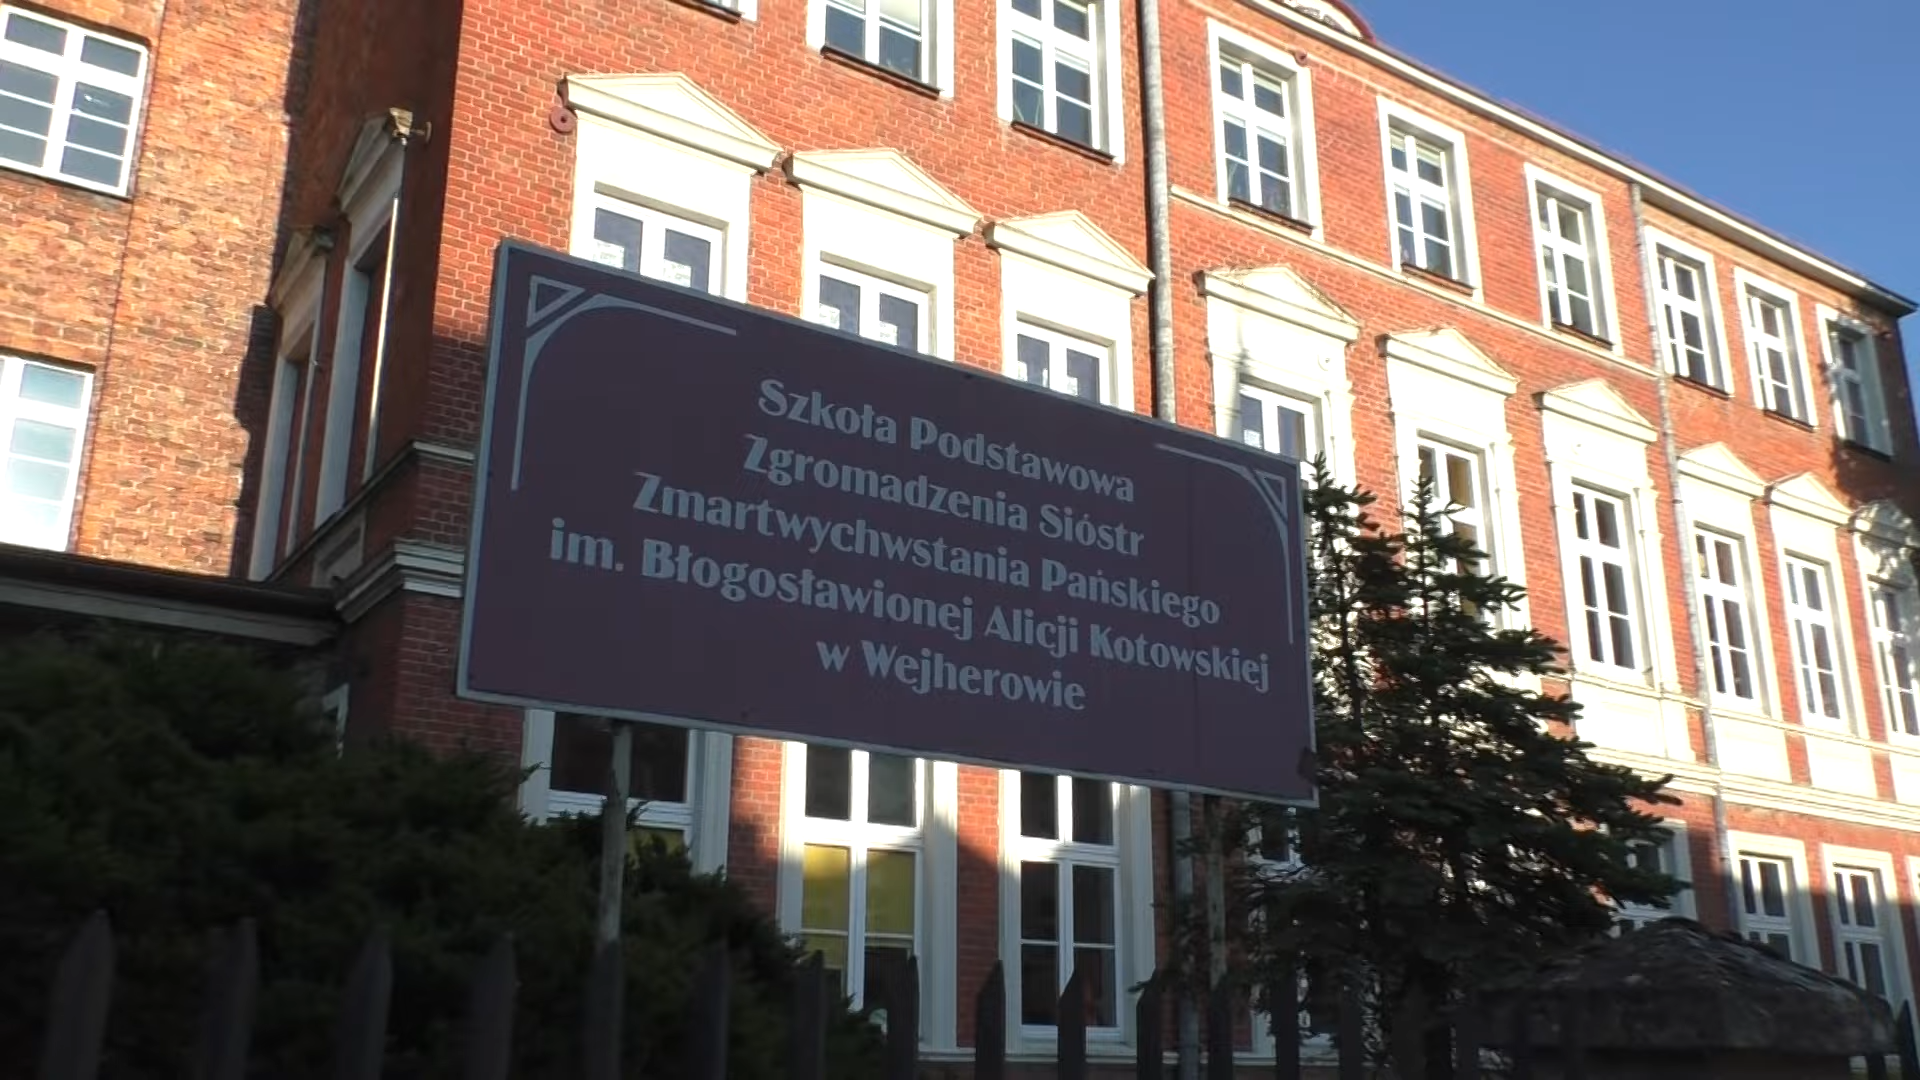 Szkoła Podstawowa
Zgromadzenia Sióstr
Zmartwychwstania Pańskiego
im. Błogosławionej Alicji Kotowskiej
w Wejherowie